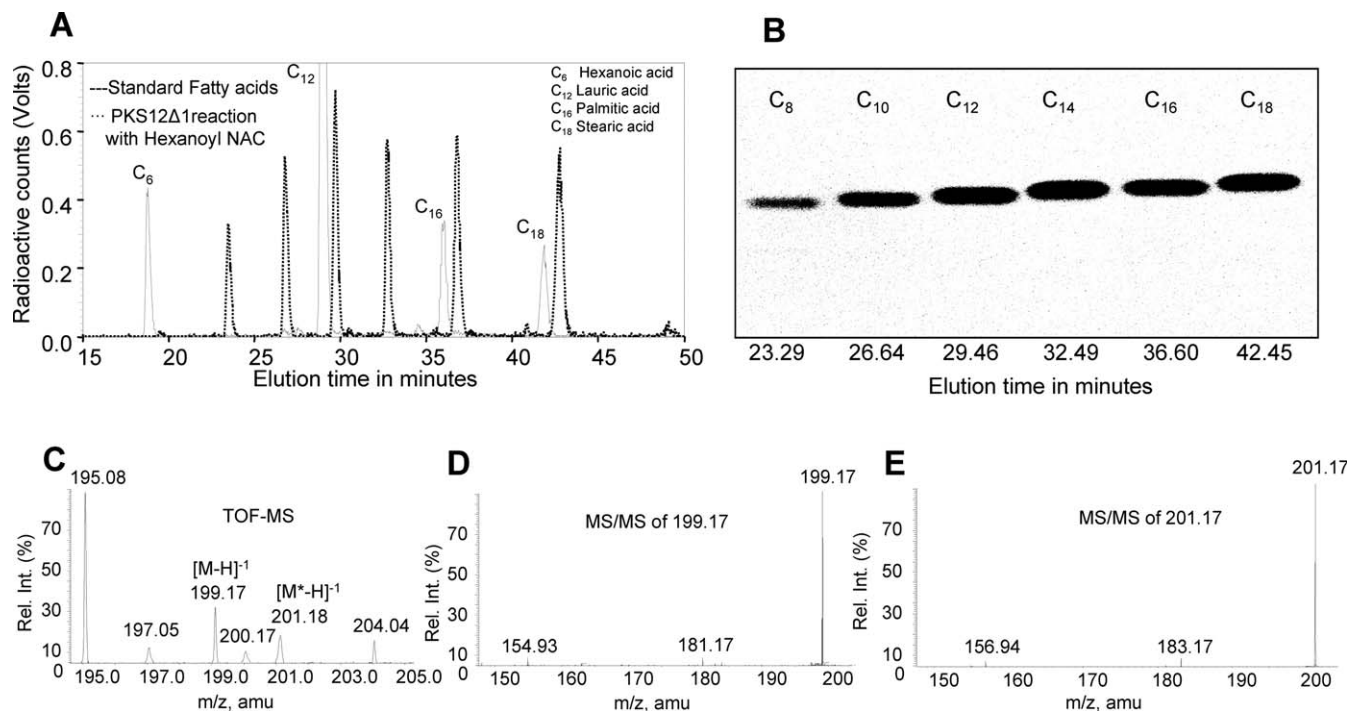 A
Radioactive counts (Volts)
0.8
0.6
0.4
0.2
0.0
---Standard Fatty acids
···· PKS12Δ1reaction
with Hexanoyl NAC
C6
C12
C16
C18
C6 Hexanoic acid
C12 Lauric acid
C16 Palmitic acid
C18 Stearic acid
15 20 25 30 35 40 45 50
Elution time in minutes
B
C8 C10 C12 C14 C16 C18
23.29 26.64 29.46 32.49 36.60 42.45
Elution time in minutes
C
195.08
TOF-MS
[M-H]-1
199.17
[M*-H]-1
201.18
197.05
200.17
204.04
Rel. Int. (%)
70
50
30
10
0
195.0 197.0 199.0 201.0 203.0 205.0
m/z, amu
D
199.17
MS/MS of 199.17
154.93
181.17
Rel. Int. (%)
70
50
30
10
0
150 160 170 180 190 200
m/z, amu
E
201.17
MS/MS of 201.17
156.94
183.17
Rel. Int. (%)
70
50
30
10
0
150 160 170 180 190 200
m/z, amu